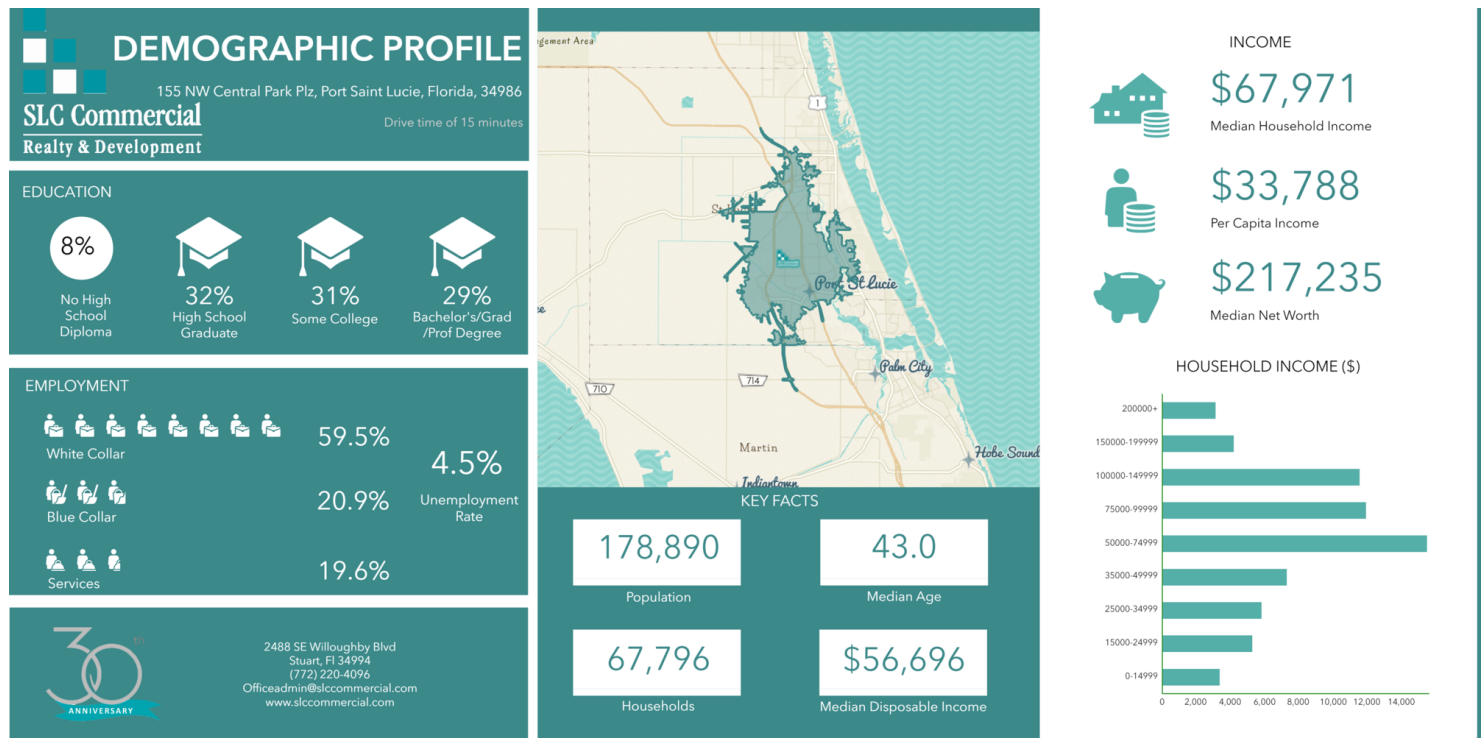 DEMOGRAPHIC PROFILE
155 NW Central Park Plz, Port Saint Lucie, Florida, 34986
Drive time of 15 minutes
SLC Commercial
Realty & Development
EDUCATION
8%
No High
School
Diploma
32%
High School
Graduate
31%
Some College
29%
Bachelor's/Grad
/Prof Degree
EMPLOYMENT
White Collar
59.5%
Blue Collar
20.9%
Services
19.6%
4.5%
Unemployment
Rate
30th
ANNIVERSARY
2488 SE Willoughby Blvd
Stuart, Fl 34994
(772) 220-4096
Officeadmin@slccommercial.com
www.slccommercial.com
gement Area
1
Port St Lucie
Palm City
714
710
Martin
Hobe Sound
Indiantown
KEY FACTS
178,890
Population
43.0
Median Age
67,796
Households
$56,696
Median Disposable Income
INCOME
$67,971
Median Household Income
$33,788
Per Capita Income
$217,235
Median Net Worth
HOUSEHOLD INCOME ($)
200000+
150000-199999
100000-149999
75000-99999
50000-74999
35000-49999
25000-34999
15000-24999
0-14999
0 2,000 4,000 6,000 8,000 10,000 12,000 14,000